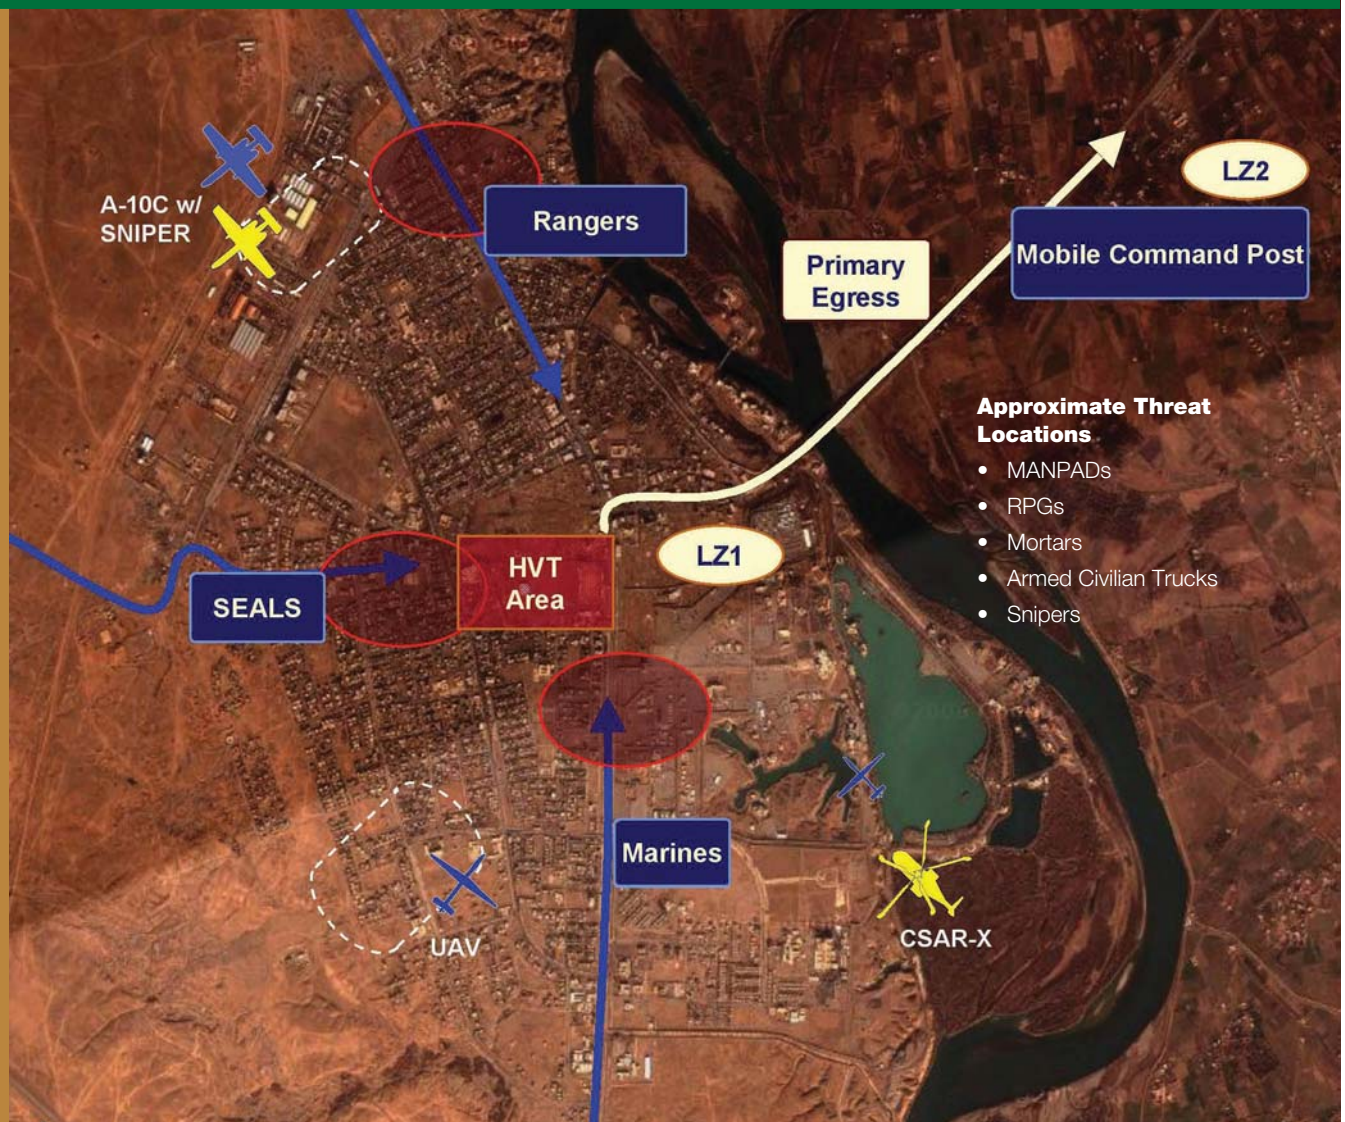 LZ2
A-10C w/
SNIPER
Rangers
Mobile Command Post
Primary
Egress
Approximate Threat
Locations
• MANPADs
• RPGs
• Mortars
• Armed Civilian Trucks
• Snipers
LZ1
HVT
Area
SEALS
Marines
UAV
CSAR-X